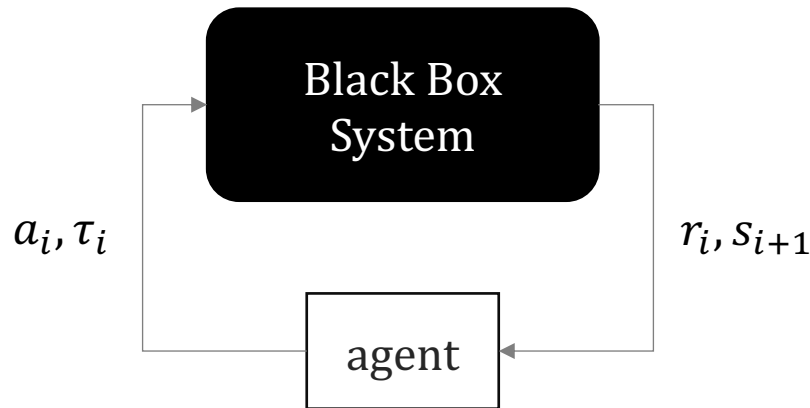 Black Box
System
a_i, τ_i
r_i, s_{i+1}
agent